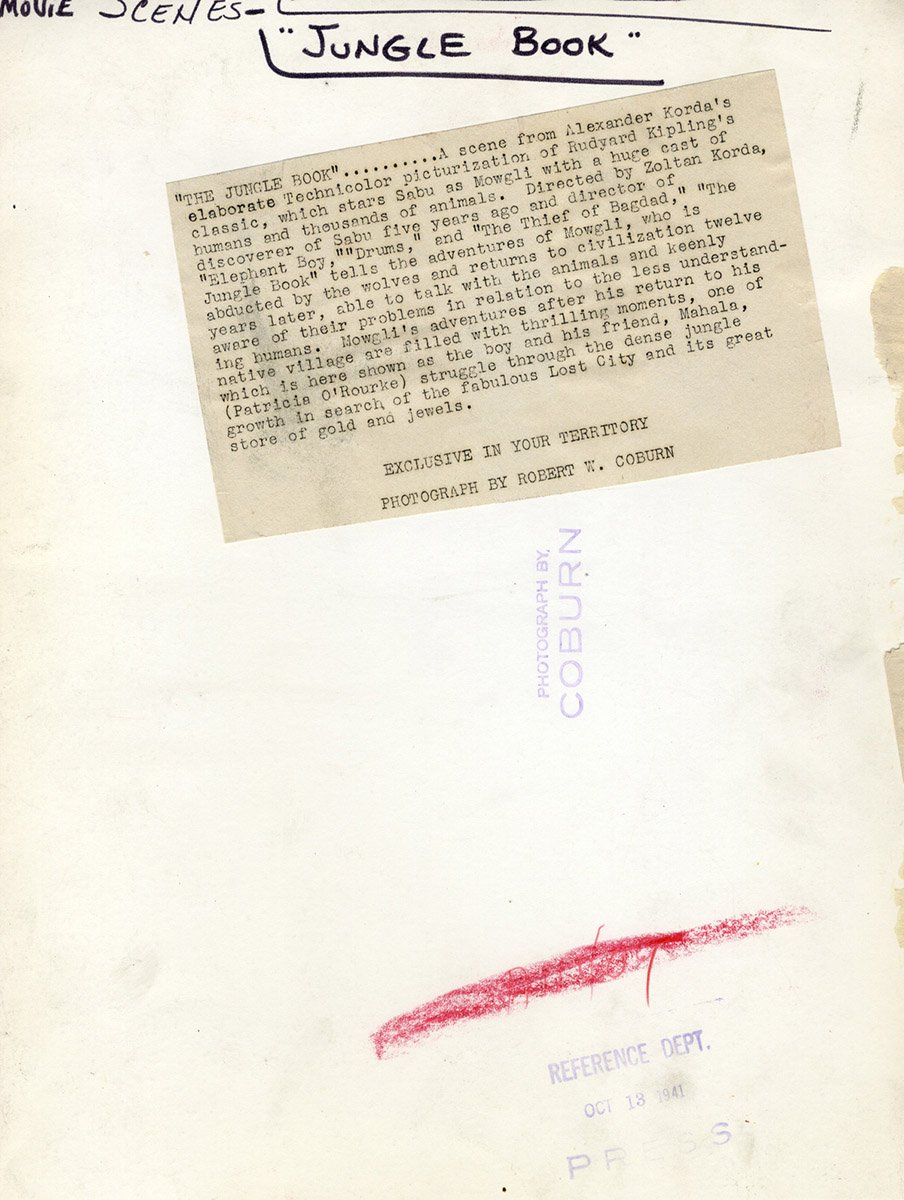 MOVIE SCENES-
"JUNGLE BOOK"
"THE JUNGLE BOOK"..........A scene from Alexander Korda's
elaborate Technicolor picturization of Rudyard Kipling's
classic, which stars Sabu as Mowgli with a huge cast of
humans and thousands of animals. Directed by Zoltan Korda,
discoverer of Sabu five years ago and director of
"Elephant Boy,""Drums," and "The Thief of Bagdad," "The
Jungle Book" tells the adventures of Mowgli, who is
abducted by the wolves and returns to civilization twelve
years later, able to talk with the animals and keenly
aware of their problems in relation to the less understand-
ing humans. Mowgli's adventures after his return to his
native village are filled with thrilling moments, one of
which is here shown as the boy and his friend, Mahala,
(Patricia O'Rourke) struggle through the dense jungle
growth in search of the fabulous Lost City and its great
store of gold and jewels.
EXCLUSIVE IN YOUR TERRITORY
PHOTOGRAPH BY ROBERT W. COBURN
PHOTOGRAPH BY,
COBURN
REFERENCE DEPT.
OCT 13 1941
PRESS